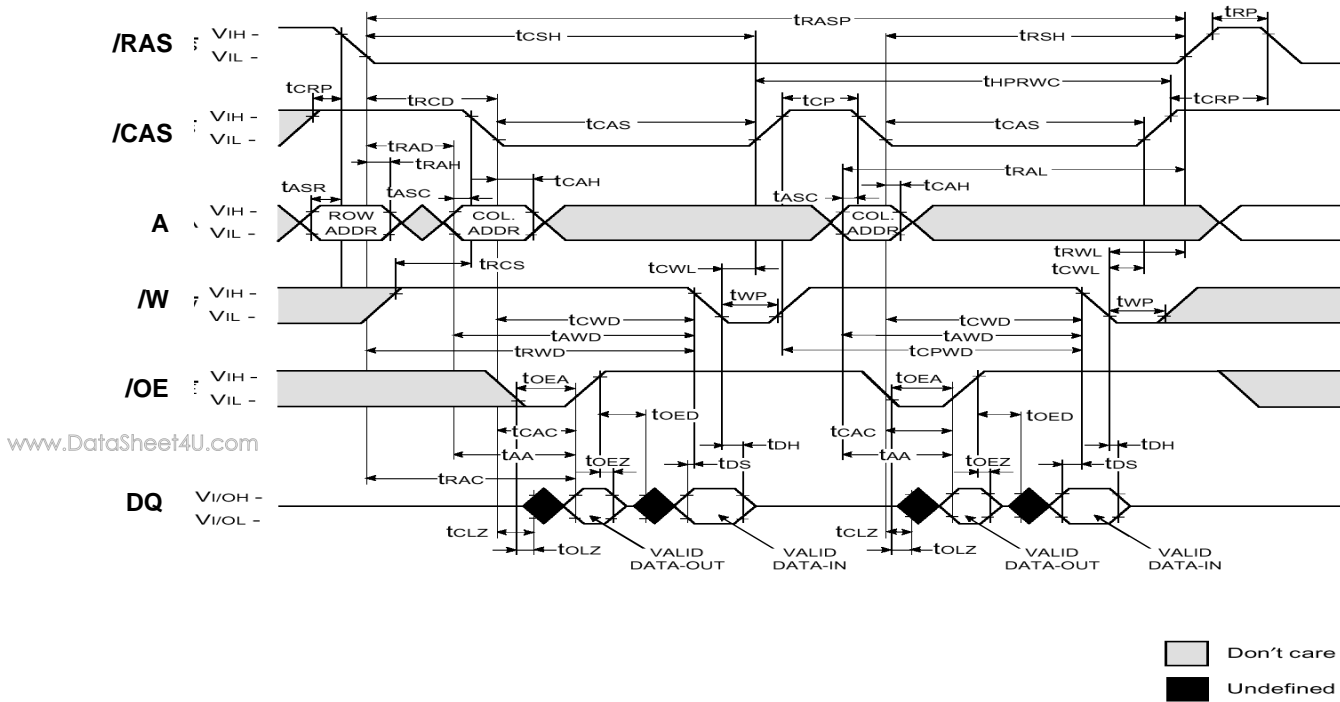 tRASP
tRP
/RAS
VIH -
VIL -
tCSH
tRSH
tHPRWC
tCRP
tRCD
tCP
tCRP
/CAS
VIH -
VIL -
tCAS
tCAS
tRAD
tRAH
tRAL
tASR
tASC
tCAH
tASC
tCAH
A
VIH -
VIL -
ROW
ADDR
COL.
ADDR
COL.
ADDR
tRCS
tCWL
tRWL
tCWL
/W
VIH -
VIL -
tWP
tWP
tCWD
tCWD
tAWD
tAWD
tRWD
tCPWD
/OE
VIH -
VIL -
tOEA
tOEA
tOED
tOED
www.DataSheet4U.com
tCAC
tDH
tCAC
tDH
tAA
tOEZ
tDS
tAA
tOEZ
tDS
tRAC
DQ
VI/OH -
VI/OL -
tCLZ
tOLZ
VALID
DATA-OUT
VALID
DATA-IN
tCLZ
tOLZ
VALID
DATA-OUT
VALID
DATA-IN
Don't care
Undefined